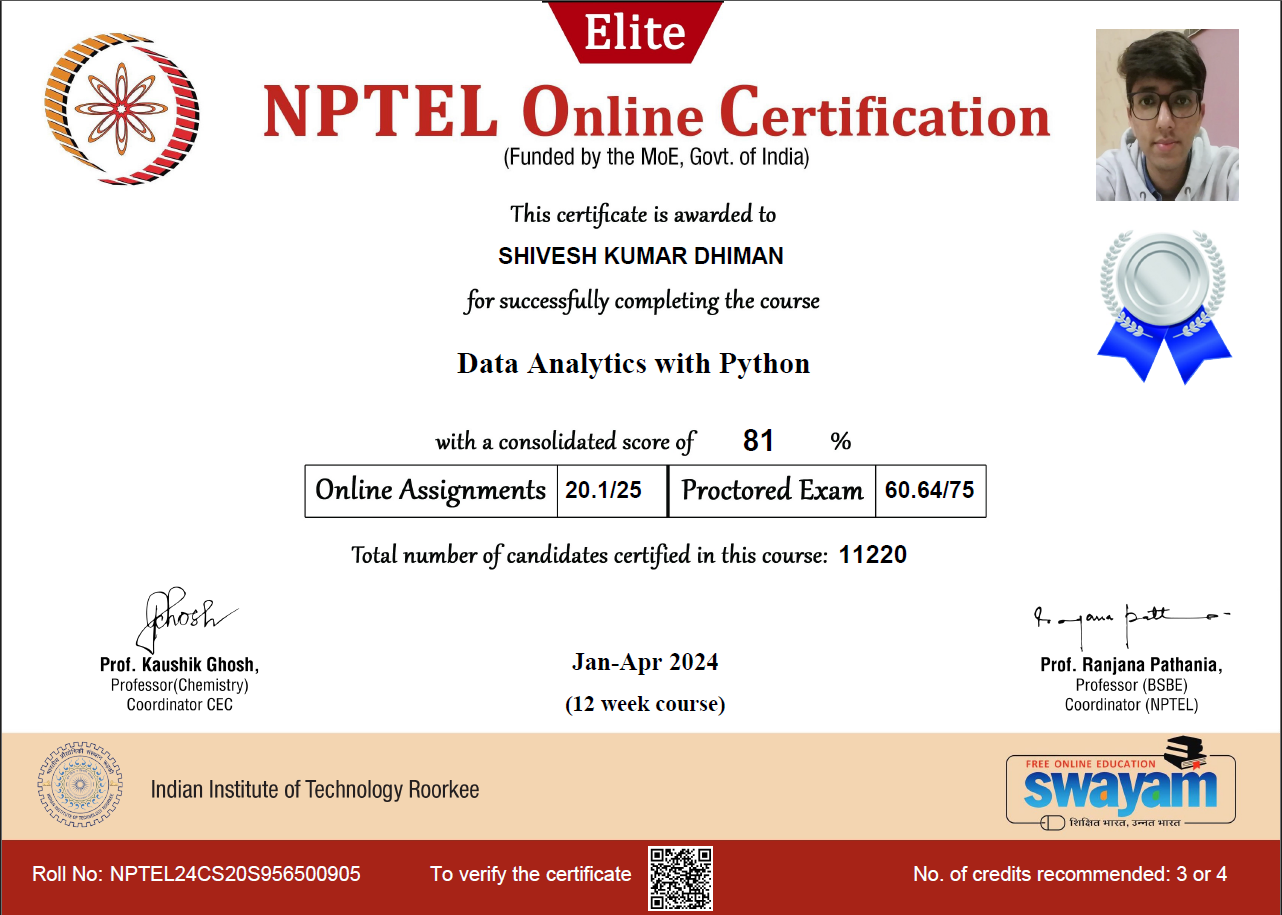 Elite
NPTEL Online Certification
(Funded by the MoE, Govt. of India)
This certificate is awarded to
SHIVESH KUMAR DHIMAN
for successfully completing the course
Data Analytics with Python
with a consolidated score of 81 %
Online Assignments 20.1/25 Proctored Exam 60.64/75
Total number of candidates certified in this course: 11220
Prof. Kaushik Ghosh,
Professor(Chemistry)
Coordinator CEC
Jan-Apr 2024
(12 week course)
Prof. Ranjana Pathania,
Professor (BSBE)
Coordinator (NPTEL)
Indian Institute of Technology Roorkee
FREE ONLINE EDUCATION
swayam
शिक्षित भारत, उन्नत भारत
Roll No: NPTEL24CS20S956500905 To verify the certificate No. of credits recommended: 3 or 4